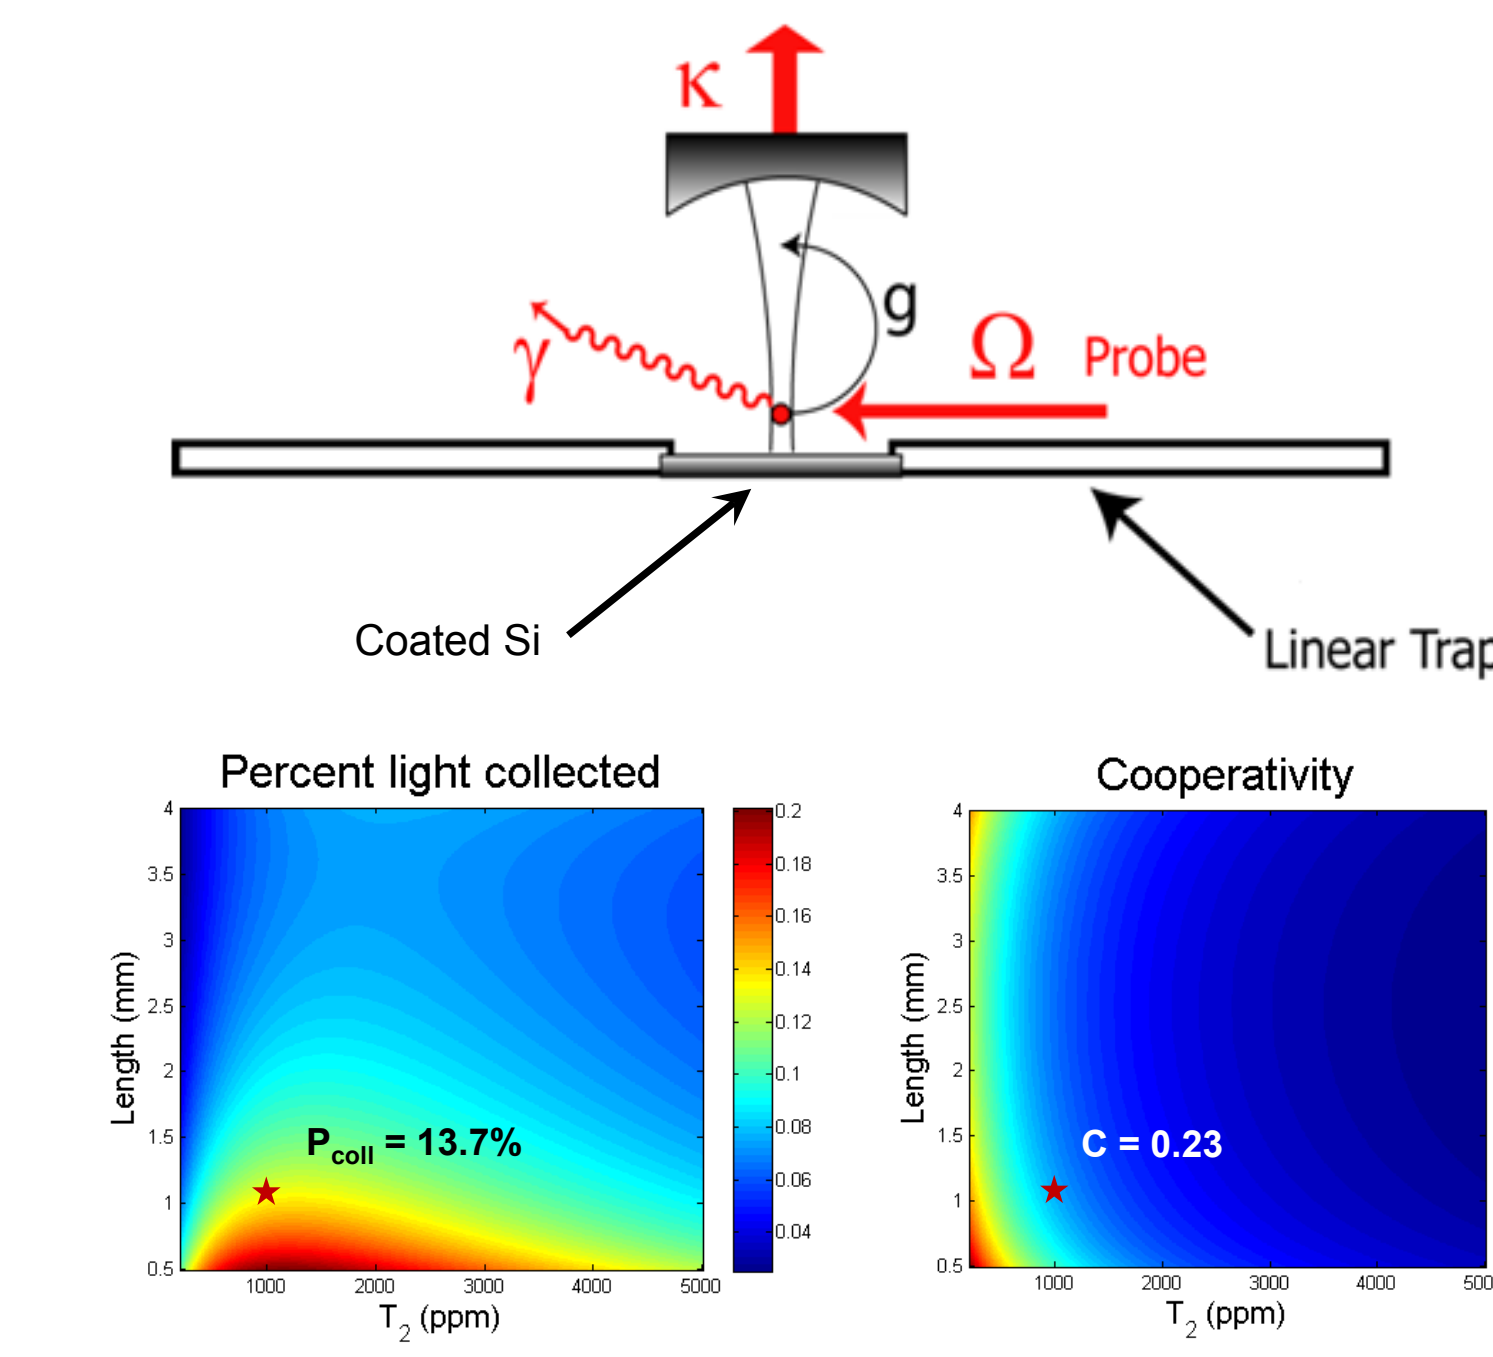 κ
g
Ω Probe
γ
Coated Si
Linear Trap
Percent light collected
Cooperativity
4
3.5
3
2.5
2
1.5
1
0.5
Length (mm)
P_coll = 13.7%
1000 2000 3000 4000 5000
T_2 (ppm)
0.2
0.18
0.16
0.14
0.12
0.1
0.08
0.06
0.04
4
3.5
3
2.5
2
1.5
1
0.5
Length (mm)
C = 0.23
1000 2000 3000 4000 500
T_2 (ppm)